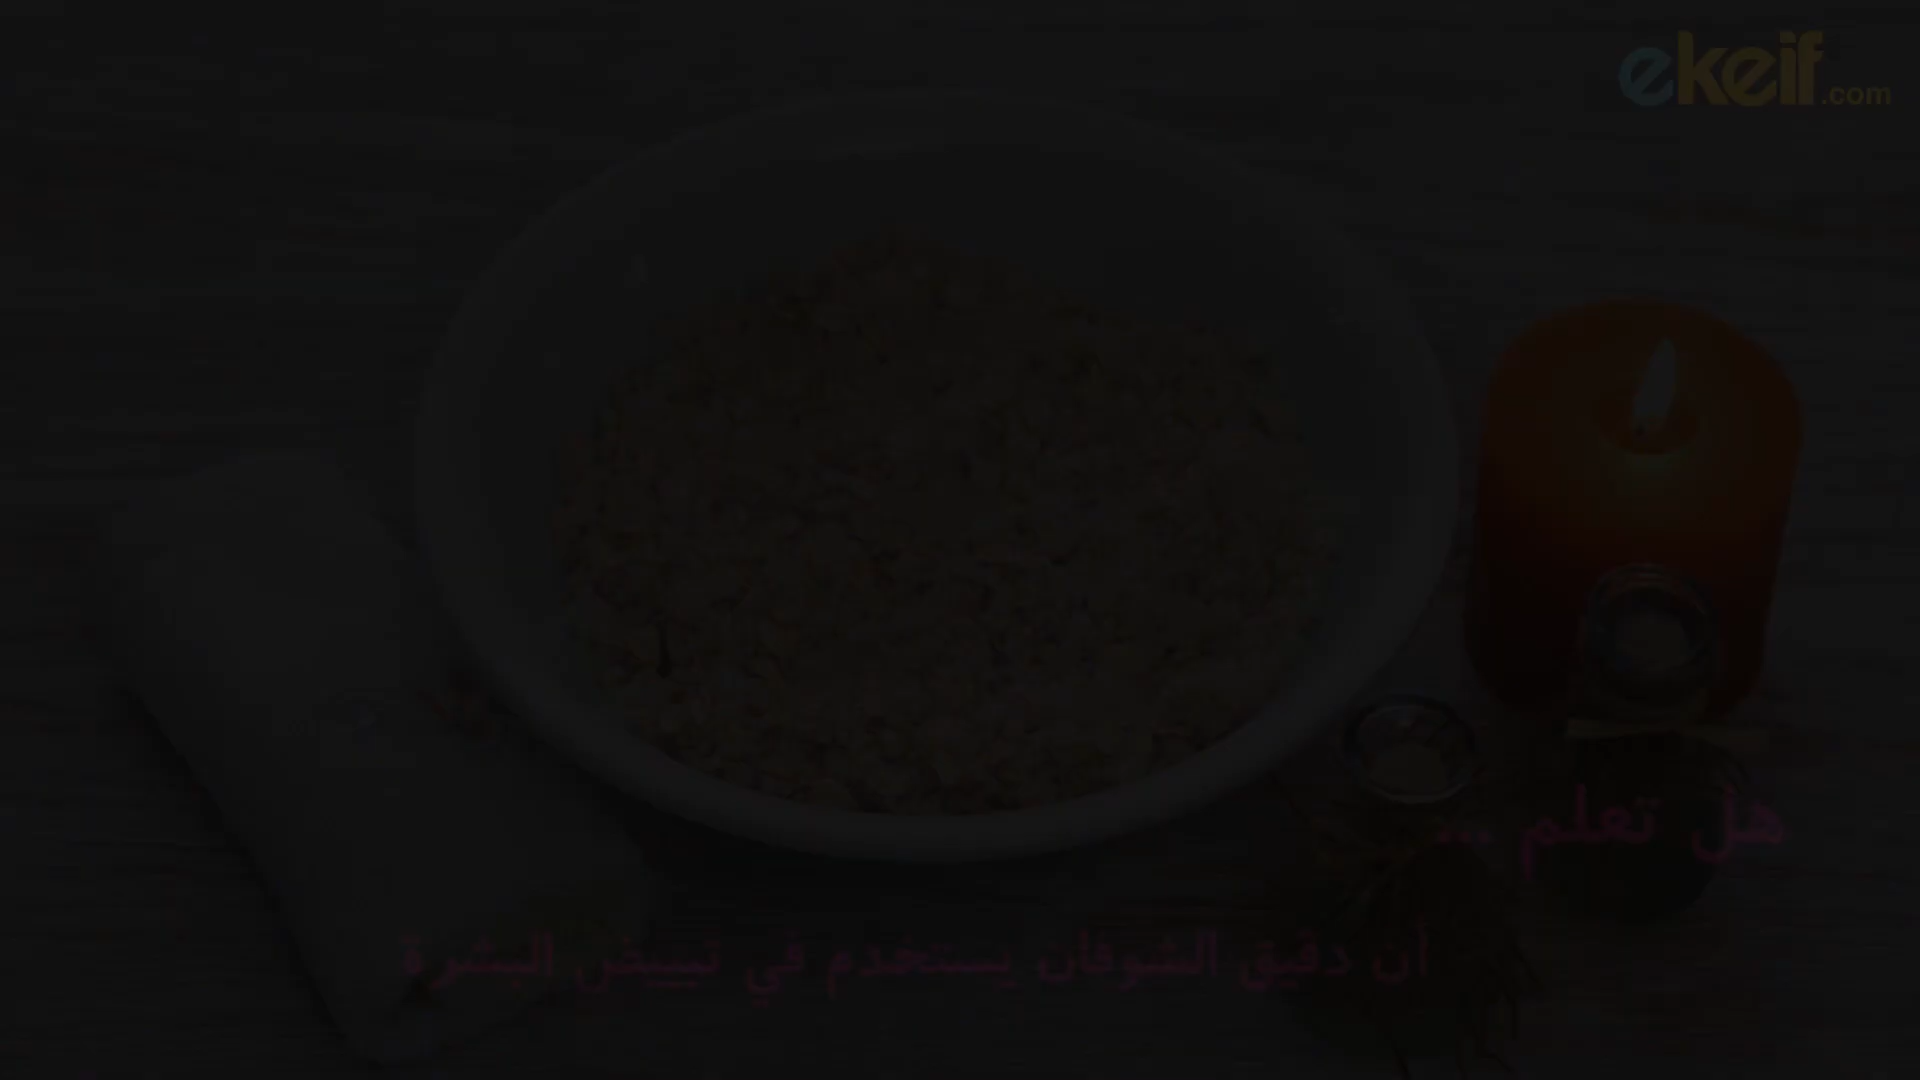 ekeif.com
هل تعلم ...
أن دقيق الشوفان يستخدم في تبييض البشرة